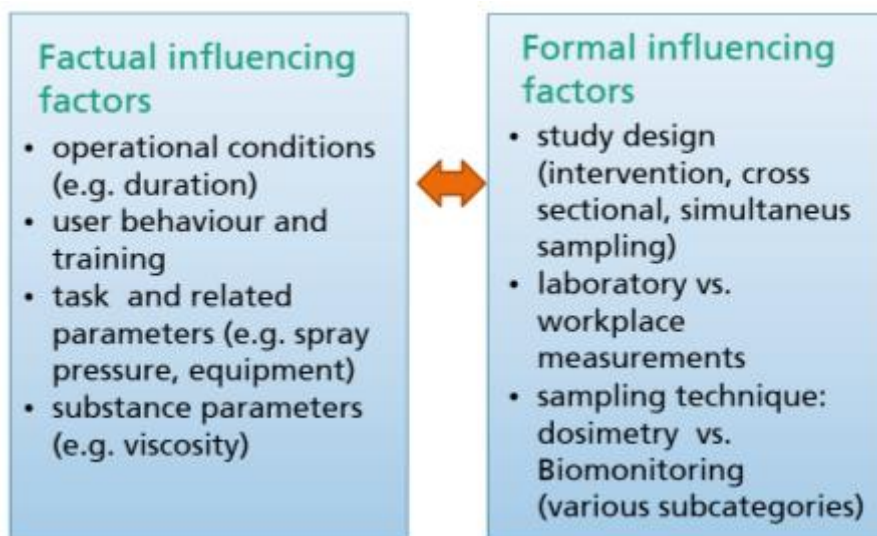 Factual influencing
factors
• operational conditions
(e.g. duration)
• user behaviour and
training
• task and related
parameters (e.g. spray
pressure, equipment)
• substance parameters
(e.g. viscosity)
Formal influencing
factors
• study design
(intervention, cross
sectional, simultaneus
sampling)
• laboratory vs.
workplace
measurements
• sampling technique:
dosimetry vs.
Biomonitoring
(various subcategories)